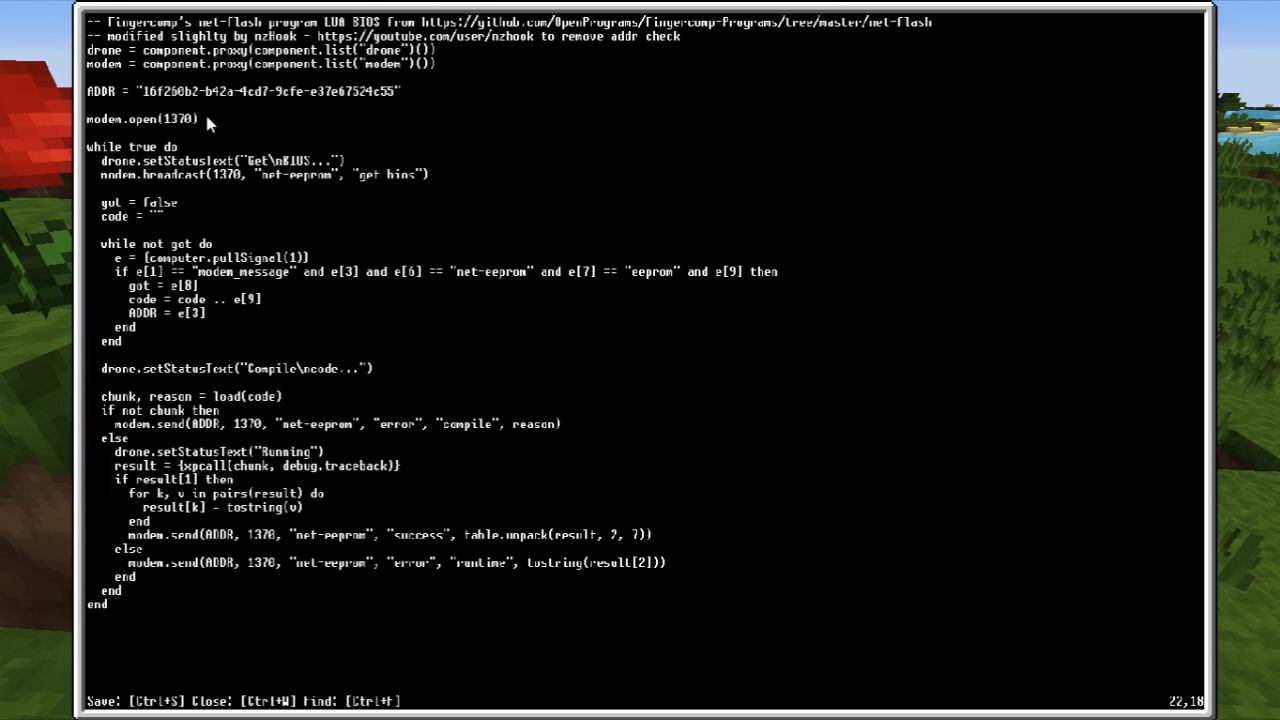 -- Fingercomp's net-flash program LUA BIOS from https://github.com/OpenPrograms/Fingercomp-Programs/tree/master/net-flash
-- modified slighlty by nzHook - https://youtube.com/user/nzhook to remove addr check
drone = component.proxy(component.list("drone")())
modem = component.proxy(component.list("modem")())
ADDR = "16f260b2-b42a-4cd7-9cfe-e37e67524c55"
modem.open(1370)
while true do
drone.setStatusText("Get\nBIOS...")
modem.broadcast(1370, "net-eeprom", "get bios")
got = false
code = ""
while not got do
e = {computer.pullSignal(1)}
if e[1] == "modem_message" and e[3] and e[6] == "net-eeprom" and e[7] == "eeprom" and e[9] then
got = e[8]
code = code .. e[9]
ADDR = e[3]
end
end
drone.setStatusText("Compile\ncode...")
chunk, reason = load(code)
if not chunk then
modem.send(ADDR, 1370, "net-eeprom", "error", "compile", reason)
else
drone.setStatusText("Running")
result = {xpcall(chunk, debug.traceback)}
if result[1] then
for k, v in pairs(result) do
result[k] = tostring(v)
end
modem.send(ADDR, 1370, "net-eeprom", "success", table.unpack(result, 2, 7))
else
modem.send(ADDR, 1370, "net-eeprom", "error", "runtime", tostring(result[2]))
end
end
end
Save: [Ctrl+S] Close: [Ctrl+W] Find: [Ctrl+F] 22,18